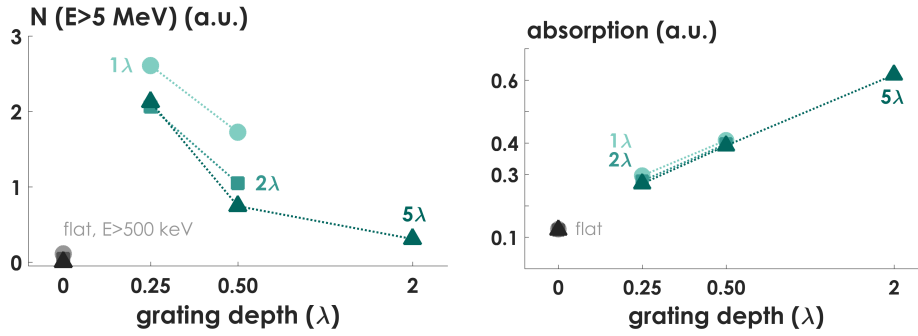 N (E>5 MeV) (a.u.)
3
2
1
0
1λ
2λ
5λ
flat, E>500 keV
0
0.25
0.50
2
grating depth (λ)
absorption (a.u.)
0.6
0.4
0.3
0.1
1λ
2λ
5λ
flat
0
0.25
0.50
2
grating depth (λ)